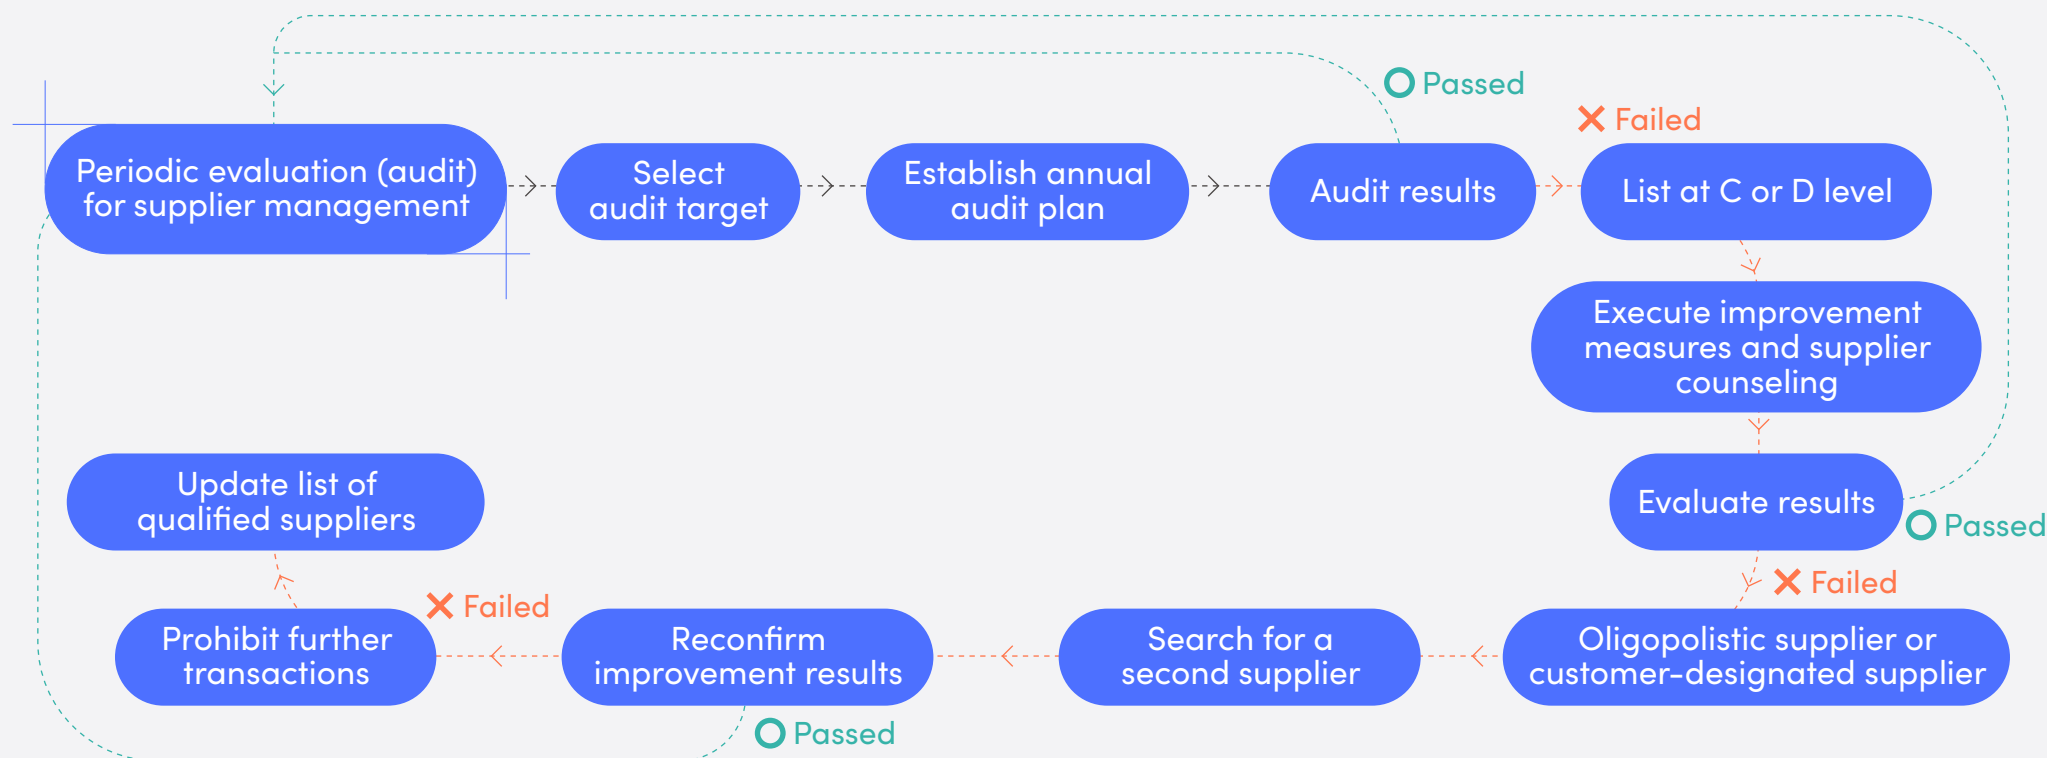 Passed
Failed
Periodic evaluation (audit)
for supplier management
Select
audit target
Establish annual
audit plan
Audit results
List at C or D level
Execute improvement
measures and supplier
counseling
Evaluate results
Passed
Failed
Oligopolistic supplier or
customer-designated supplier
Search for a
second supplier
Reconfirm
improvement results
Passed
Failed
Prohibit further
transactions
Update list of
qualified suppliers